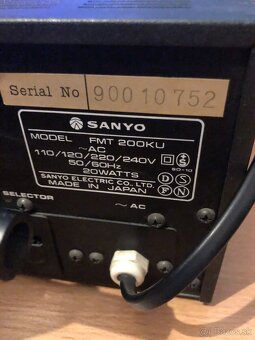 Serial No 90010752
SANYO
MODEL FMT 200KU
~AC
110/120/220/240V
50/60Hz
20WATTS
SANYO ELECTRIC CO., LTD.
MADE IN JAPAN
D S
N F
SELECTOR
~ AC